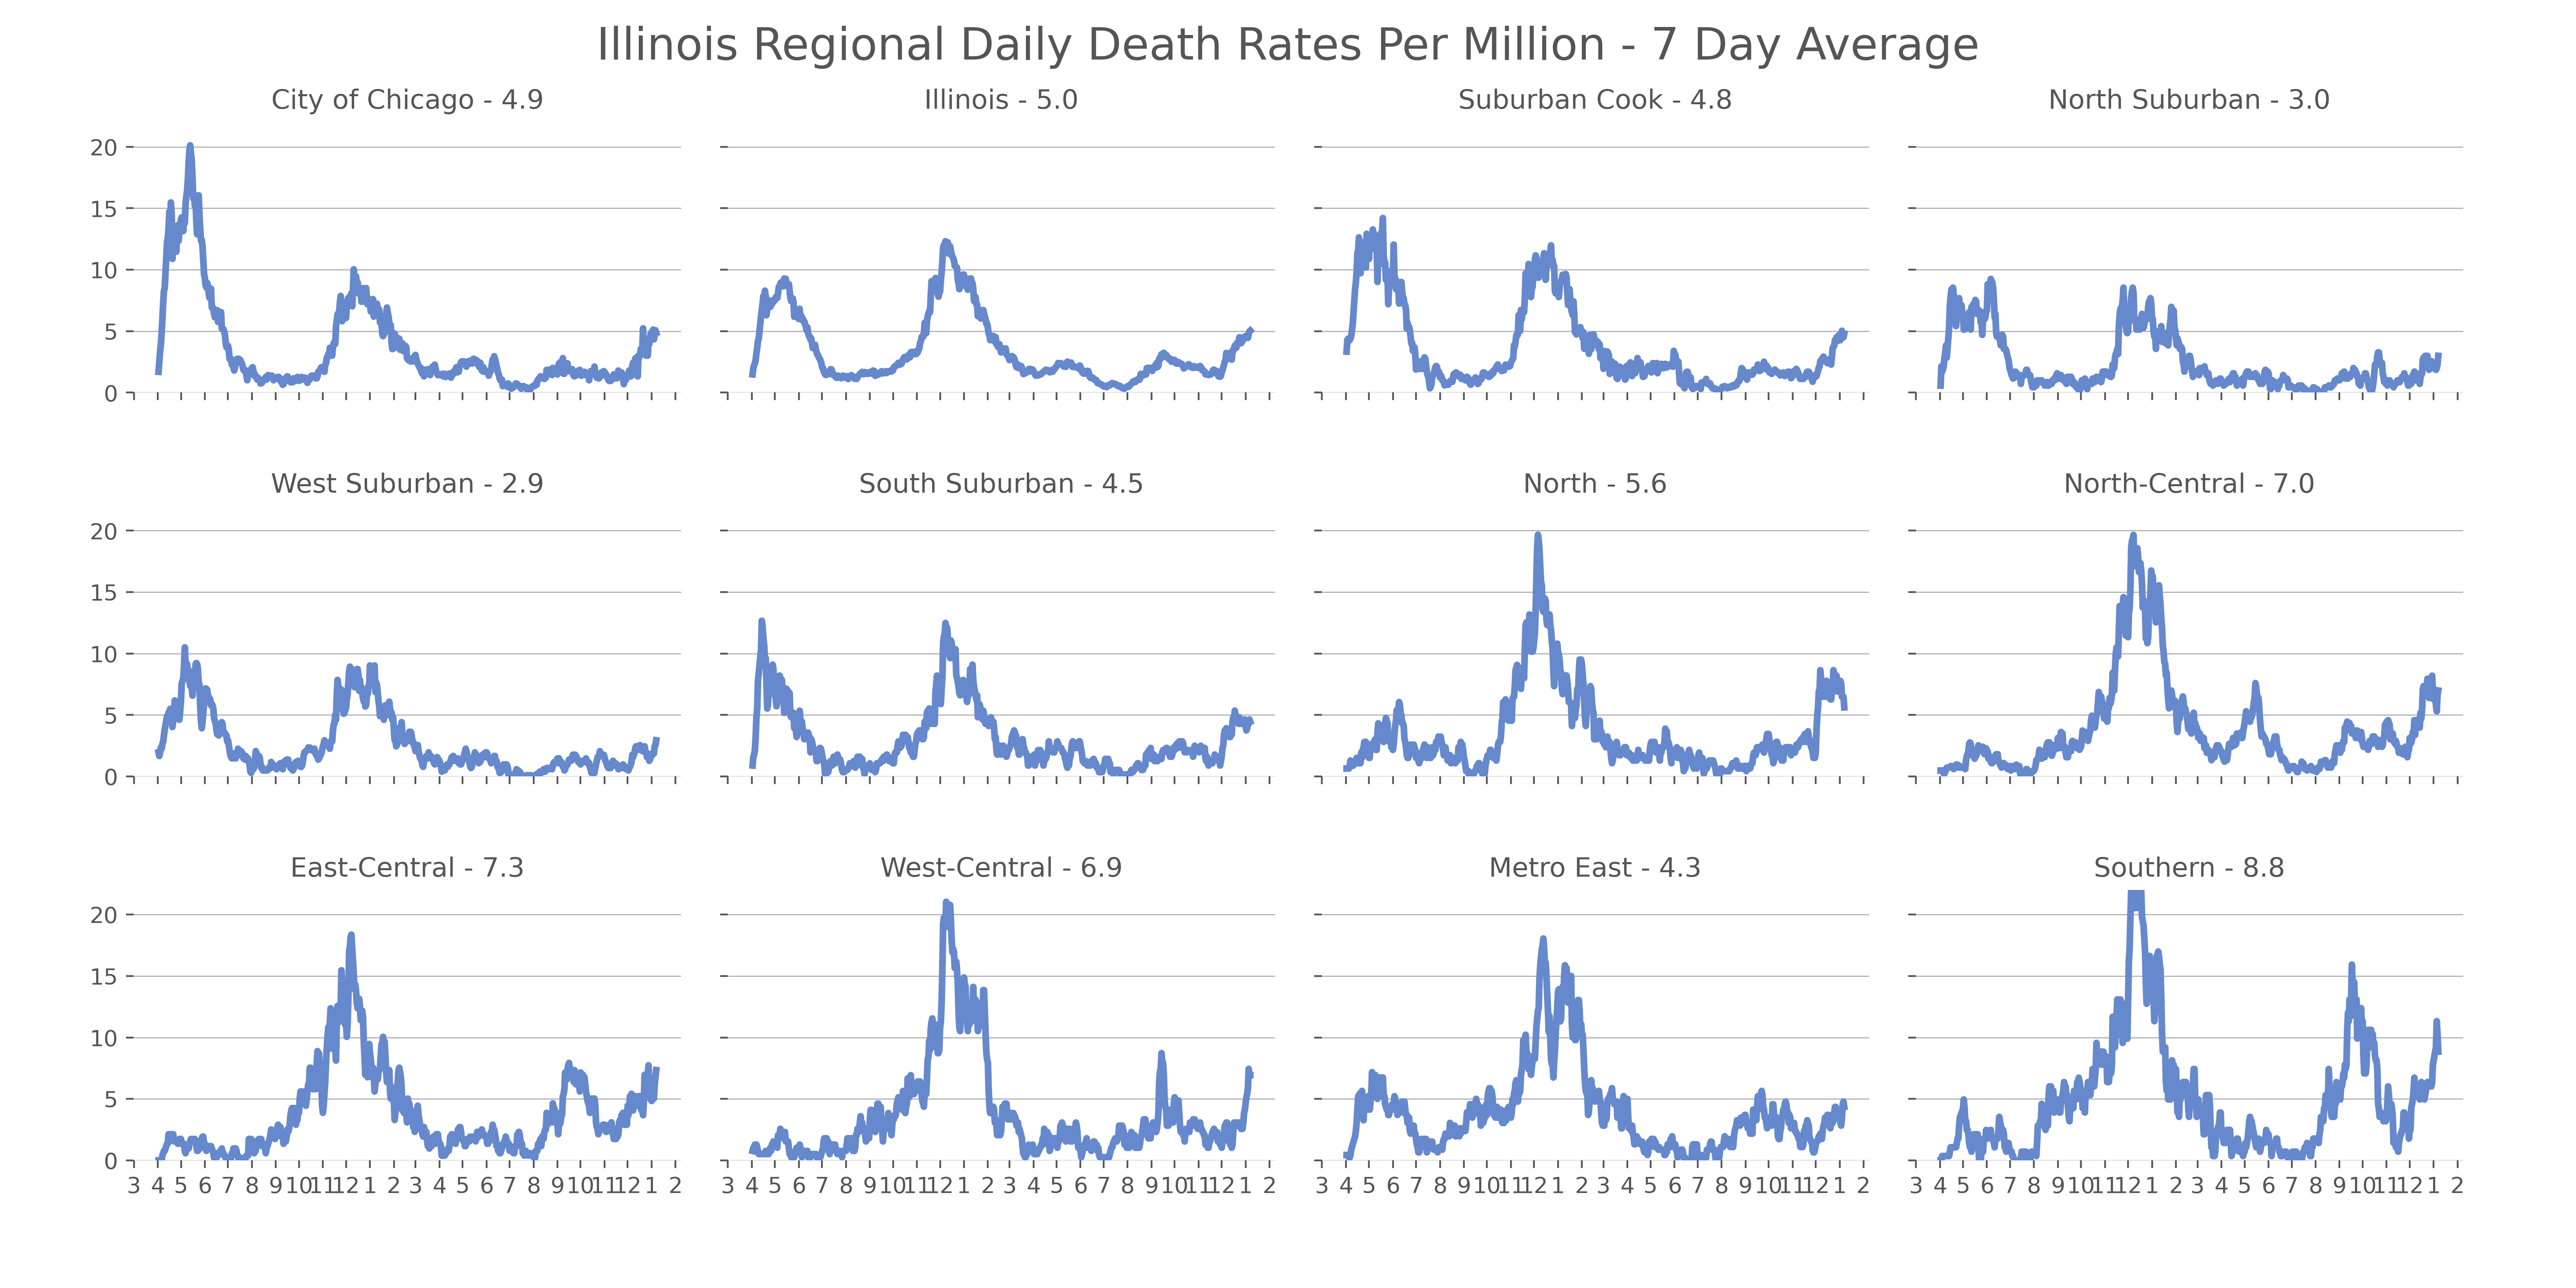 Illinois Regional Daily Death Rates Per Million - 7 Day Average
City of Chicago - 4.9
Illinois - 5.0
Suburban Cook - 4.8
North Suburban - 3.0
20
15
10
5
0
West Suburban - 2.9
South Suburban - 4.5
North - 5.6
North-Central - 7.0
20
15
10
5
0
East-Central - 7.3
West-Central - 6.9
Metro East - 4.3
Southern - 8.8
20
15
10
5
0
3 4 5 6 7 8 9 10 11 12 1 2 3 4 5 6 7 8 9 10 11 12 1 2
3 4 5 6 7 8 9 10 11 12 1 2 3 4 5 6 7 8 9 10 11 12 1 2
3 4 5 6 7 8 9 10 11 12 1 2 3 4 5 6 7 8 9 10 11 12 1 2
3 4 5 6 7 8 9 10 11 12 1 2 3 4 5 6 7 8 9 10 11 12 1 2